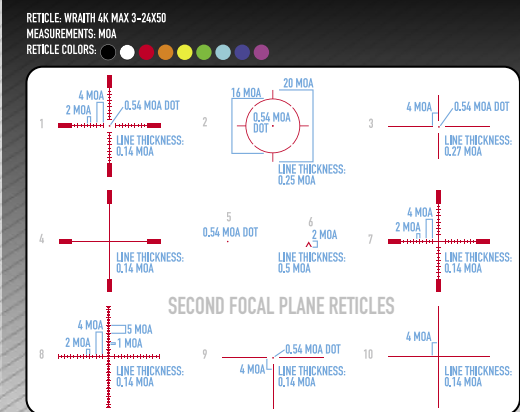 RETICLE: WRAITH 4K MAX 3-24X50
MEASUREMENTS: MOA
RETICLE COLORS:
1
4 MOA
2 MOA
0.54 MOA DOT
LINE THICKNESS:
0.14 MOA
2
16 MOA
20 MOA
0.54 MOA
DOT
LINE THICKNESS:
0.25 MOA
3
4 MOA
0.54 MOA DOT
LINE THICKNESS:
0.27 MOA
4
LINE THICKNESS:
0.14 MOA
5
0.54 MOA DOT
6
2 MOA
LINE THICKNESS:
0.5 MOA
7
4 MOA
2 MOA
LINE THICKNESS:
0.14 MOA
SECOND FOCAL PLANE RETICLES
8
4 MOA
2 MOA
5 MOA
1 MOA
LINE THICKNESS:
0.14 MOA
9
0.54 MOA DOT
4 MOA
LINE THICKNESS:
0.14 MOA
10
4 MOA
LINE THICKNESS:
0.14 MOA